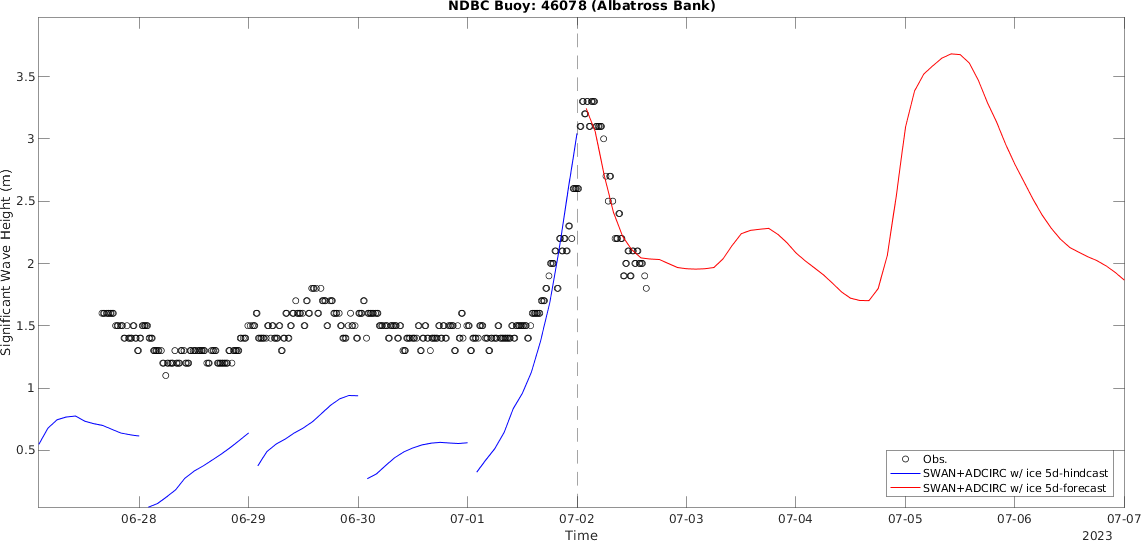 NDBC Buoy: 46078 (Albatross Bank)
Significant Wave Height (m)
3.5
3
2.5
2
1.5
1
0.5
Obs.
SWAN+ADCIRC w/ ice 5d-hindcast
SWAN+ADCIRC w/ ice 5d-forecast
06-28 06-29 06-30 07-01 07-02 07-03 07-04 07-05 07-06 07-07
Time
2023